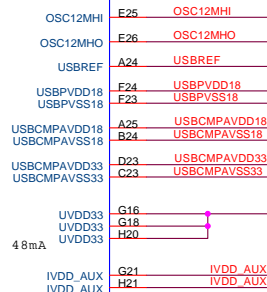 OSC12MHI E25 OSC12MHI
OSC12MHO E26 OSC12MHO
USBREF A24 USBREF
USBPVDD18 F24 USBPVDD18
USBPVSS18 F23 USBPVSS18
USBCMPAVDD18 A25 USBCMPAVDD18
USBCMPAVSS18 B24 USBCMPAVSS18
USBCMPAVDD33 D23 USBCMPAVDD33
USBCMPAVSS33 C23 USBCMPAVSS33
UVDD33 G16
UVDD33 G18
UVDD33 H20
48mA
IVDD_AUX G21 IVDD_AUX
IVDD_AUX H21 IVDD_AUX